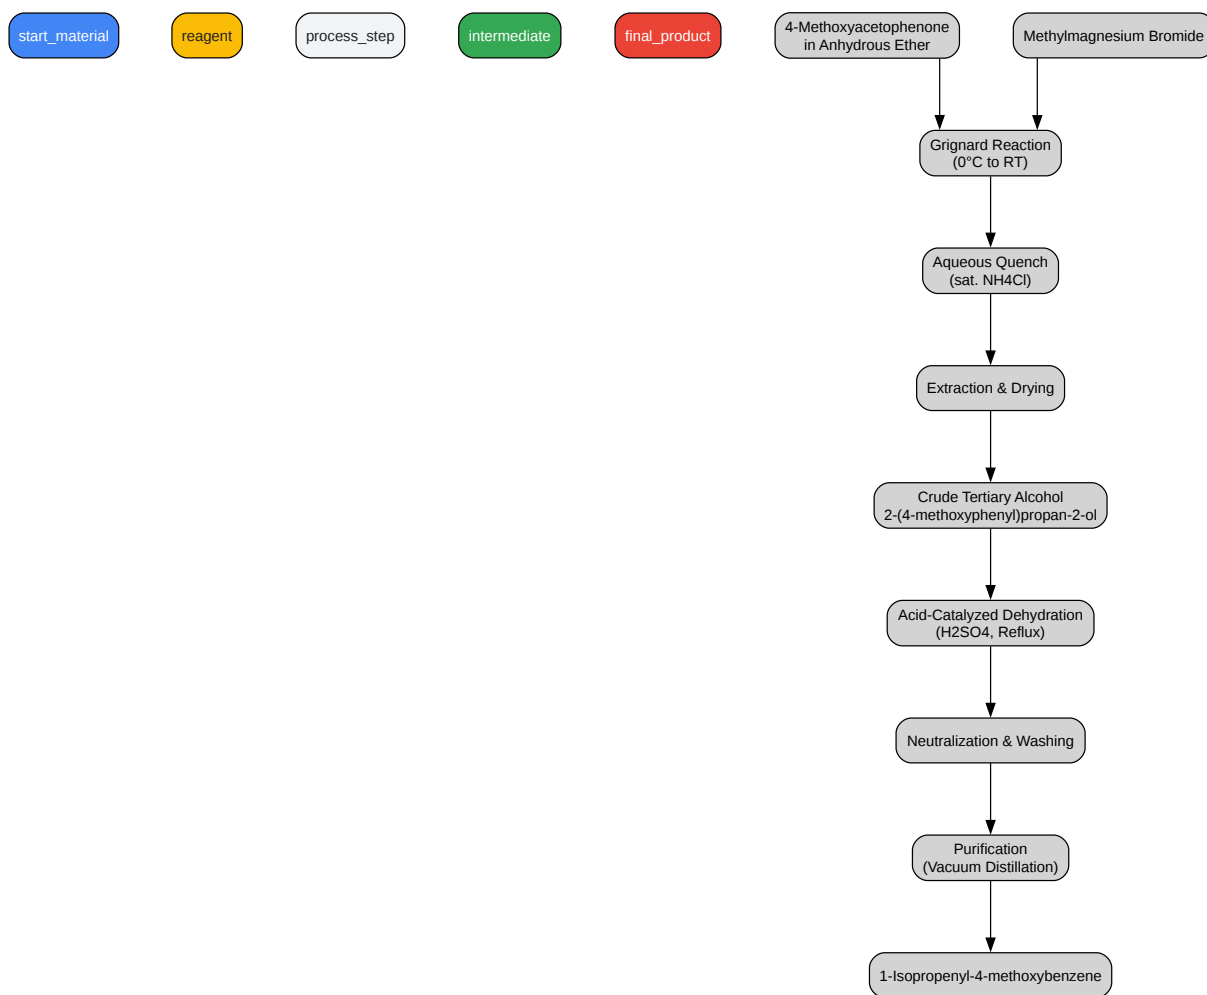 start_material
reagent
process_step
intermediate
final_product
4-Methoxyacetophenone
in Anhydrous Ether
Methylmagnesium Bromide
Grignard Reaction
(0°C to RT)
Aqueous Quench
(sat. NH4Cl)
Extraction & Drying
Crude Tertiary Alcohol
2-(4-methoxyphenyl)propan-2-ol
Acid-Catalyzed Dehydration
(H2SO4, Reflux)
Neutralization & Washing
Purification
(Vacuum Distillation)
1-Isopropenyl-4-methoxybenzene